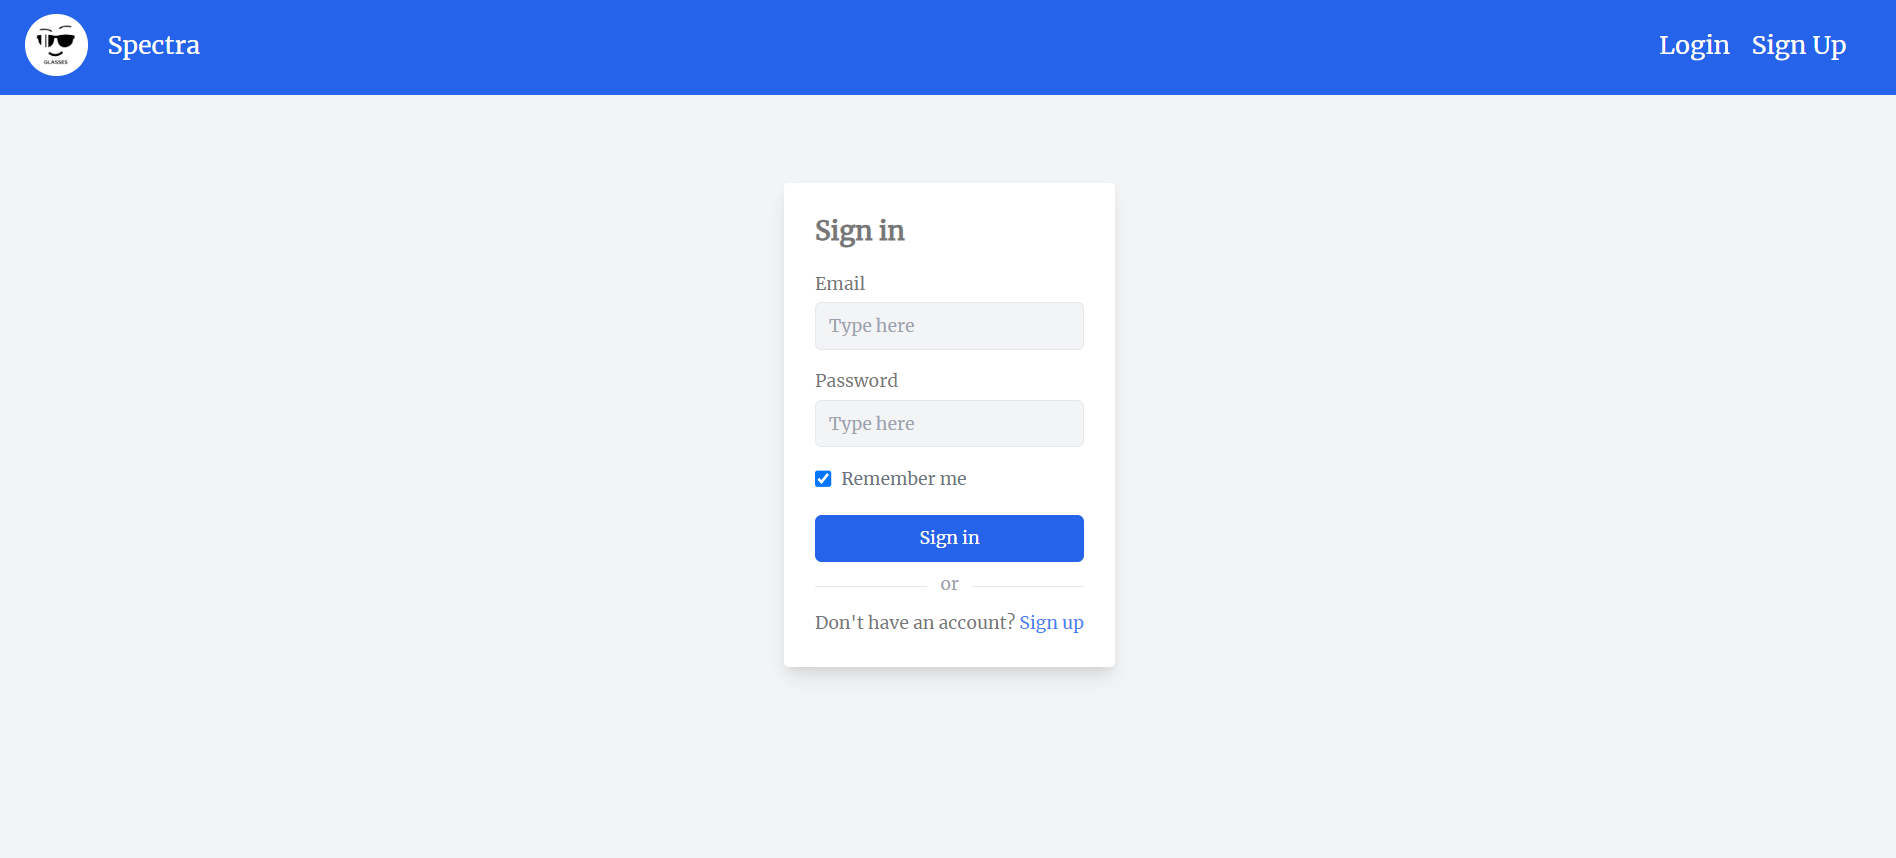 GLASSES
Spectra
Login
Sign Up
Sign in
Email
Type here
Password
Type here
Remember me
Sign in
or
Don't have an account? Sign up